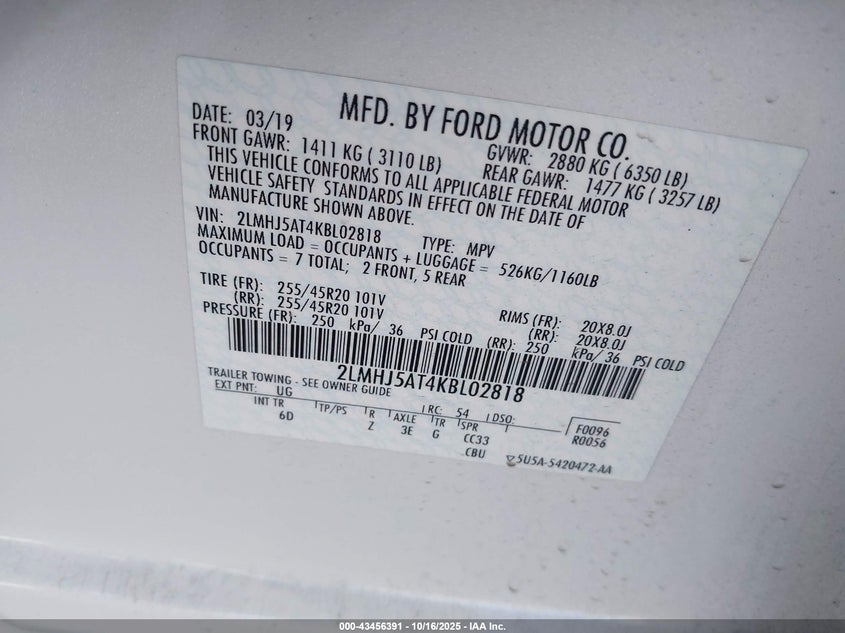 MFD. BY FORD MOTOR CO.
DATE: 03/19
GVWR: 2880 KG ( 6350 LB)
FRONT GAWR: 1411 KG ( 3110 LB)
REAR GAWR: 1477 KG ( 3257 LB)
THIS VEHICLE CONFORMS TO ALL APPLICABLE FEDERAL MOTOR
VEHICLE SAFETY STANDARDS IN EFFECT ON THE DATE OF
MANUFACTURE SHOWN ABOVE.
VIN: 2LMHJ5AT4KBL02818 TYPE: MPV
MAXIMUM LOAD = OCCUPANTS + LUGGAGE = 526KG/1160LB
OCCUPANTS = 7 TOTAL; 2 FRONT, 5 REAR
TIRE (FR): 255/45R20 101V RIMS (FR): 20X8.0J
(RR): 255/45R20 101V (RR): 20X8.0J
PRESSURE (FR): 250 kPa/ 36 PSI COLD (RR): 250 kPa/ 36 PSI COLD
2LMHJ5AT4KBL02818
TRAILER TOWING - SEE OWNER GUIDE
EXT PNT: UG RC: 54 DSO:
INT TR TP/PS R AXLE TR SPR
6D Z 3E G CC33
CBU
F0096
R0056
5U5A-5420472-AA
000-43456391 - 10/16/2025 - IAA Inc.